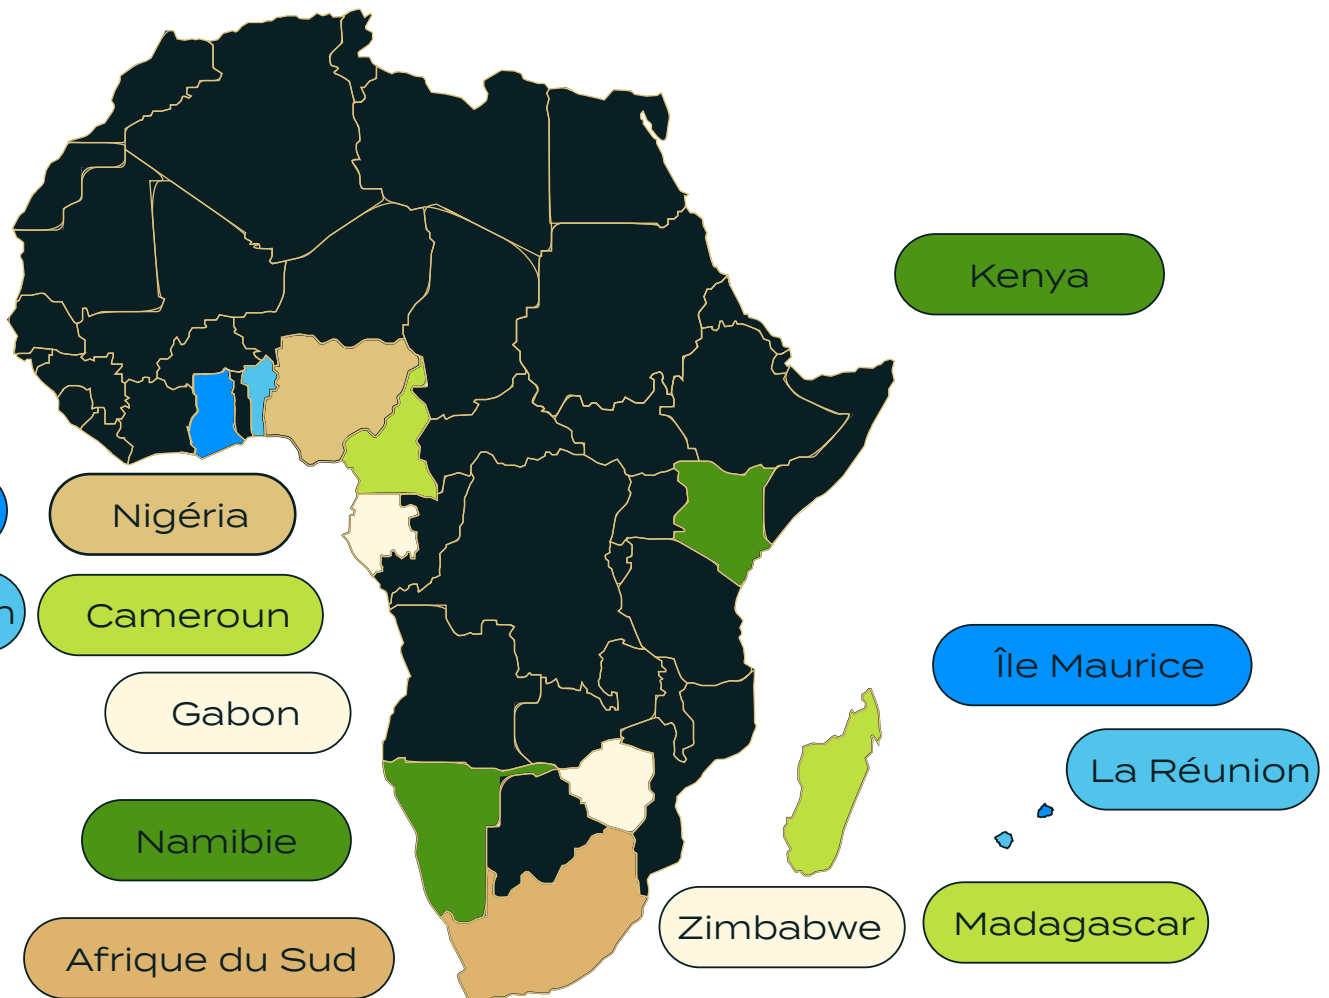 Kenya
Nigéria
Cameroun
Île Maurice
Gabon
La Réunion
Namibie
Zimbabwe
Madagascar
Afrique du Sud